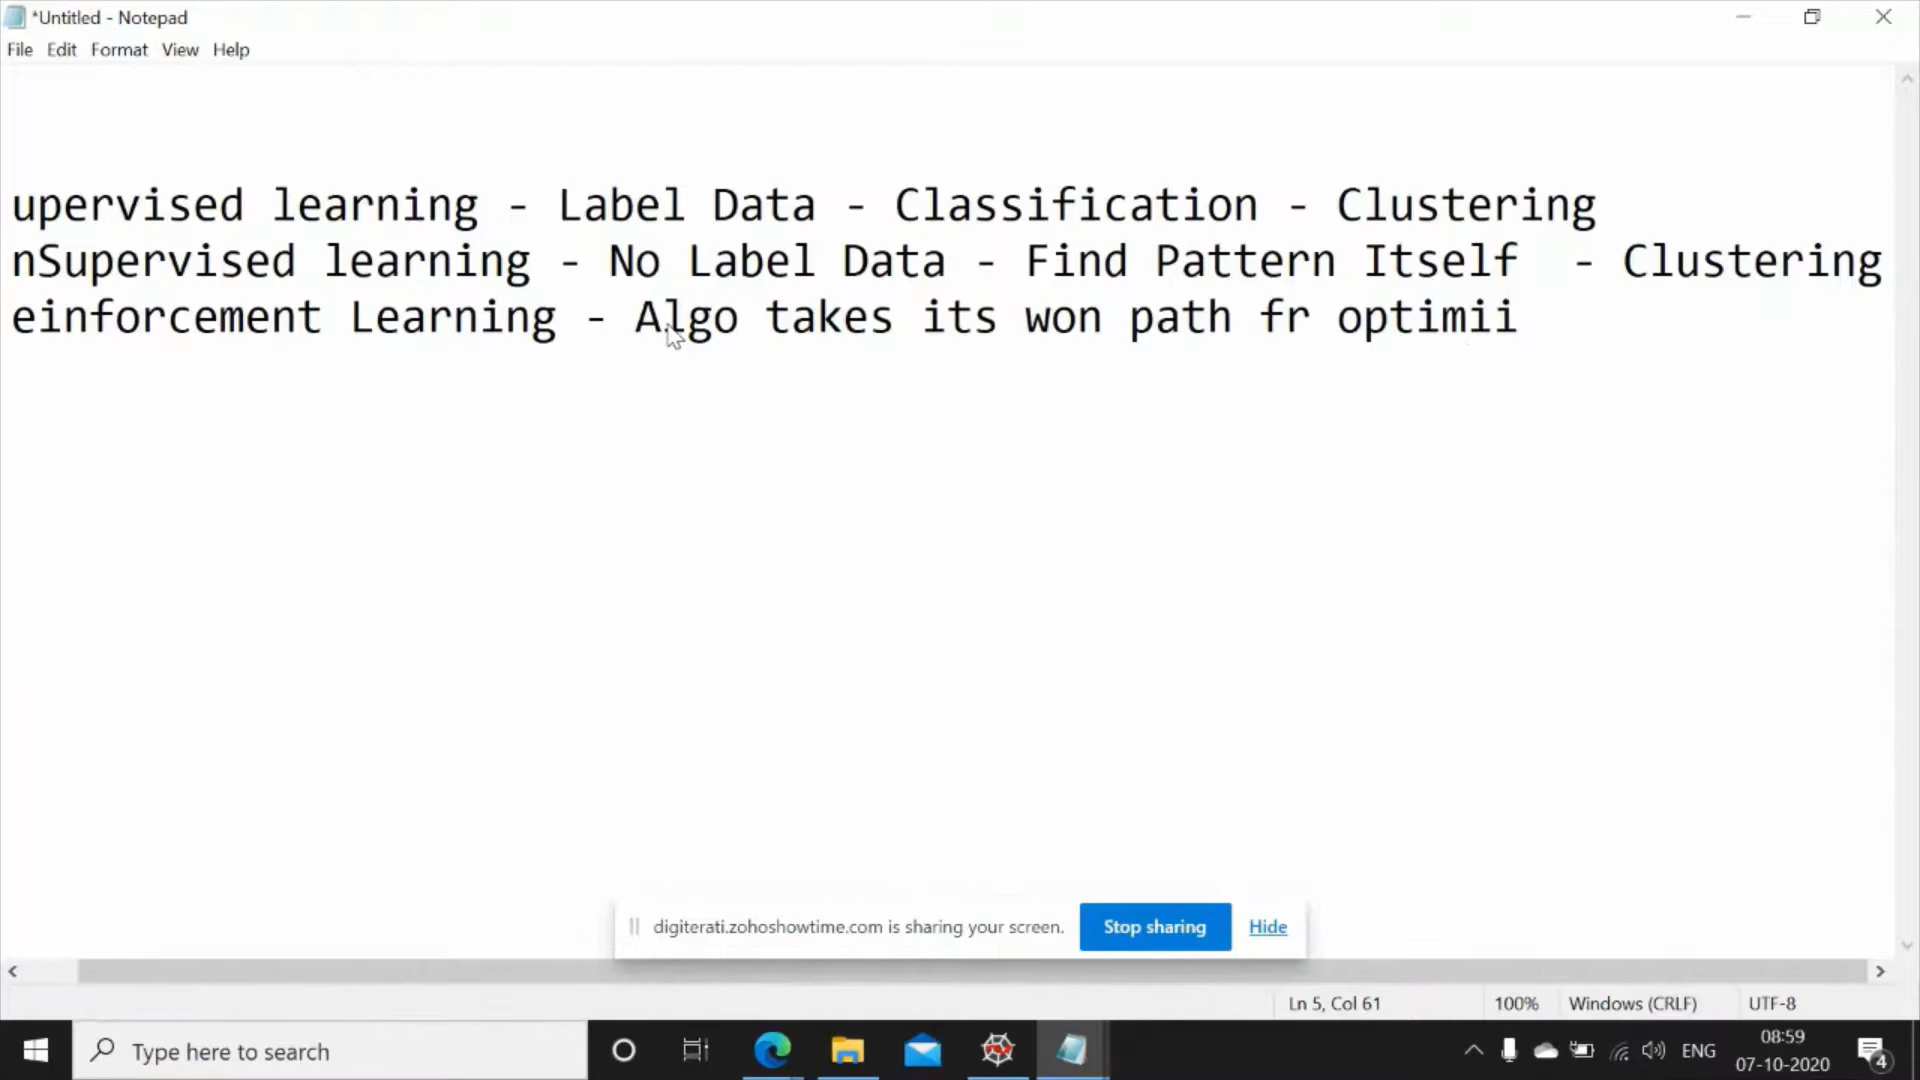 *Untitled - Notepad
File Edit Format View Help
upervised learning - Label Data - Classification - Clustering
nSupervised learning - No Label Data - Find Pattern Itself  - Clustering
einforcement Learning - Algo takes its won path fr optimii
digiterati.zohoshowtime.com is sharing your screen. Stop sharing Hide
Ln 5, Col 61 100% Windows (CRLF) UTF-8
Type here to search
ENG
08:59
07-10-2020
4